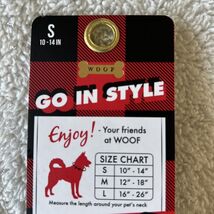 S
10 - 14 IN
WOOF
GO IN STYLE
Enjoy! - Your friends
at WOOF
SIZE CHART
S 10" - 14"
M 12" - 18"
L 16" - 26"
Measure the length around your pet's neck